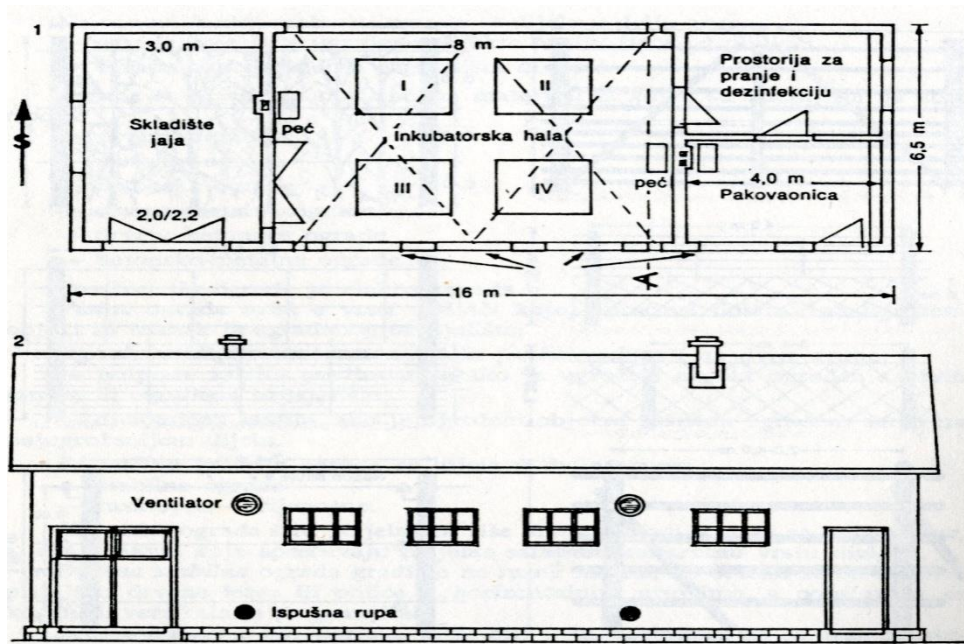 1
3,0 m
8 m
Prostorija za
pranje i
dezinfekciju
I
II
S
Skladište
jaja
peć
Inkubatorska hala
6,5 m
III
IV
peć
4,0 m
Pakovaonica
2,0/2,2
A
16 m
2
Ventilator
Ispušna rupa